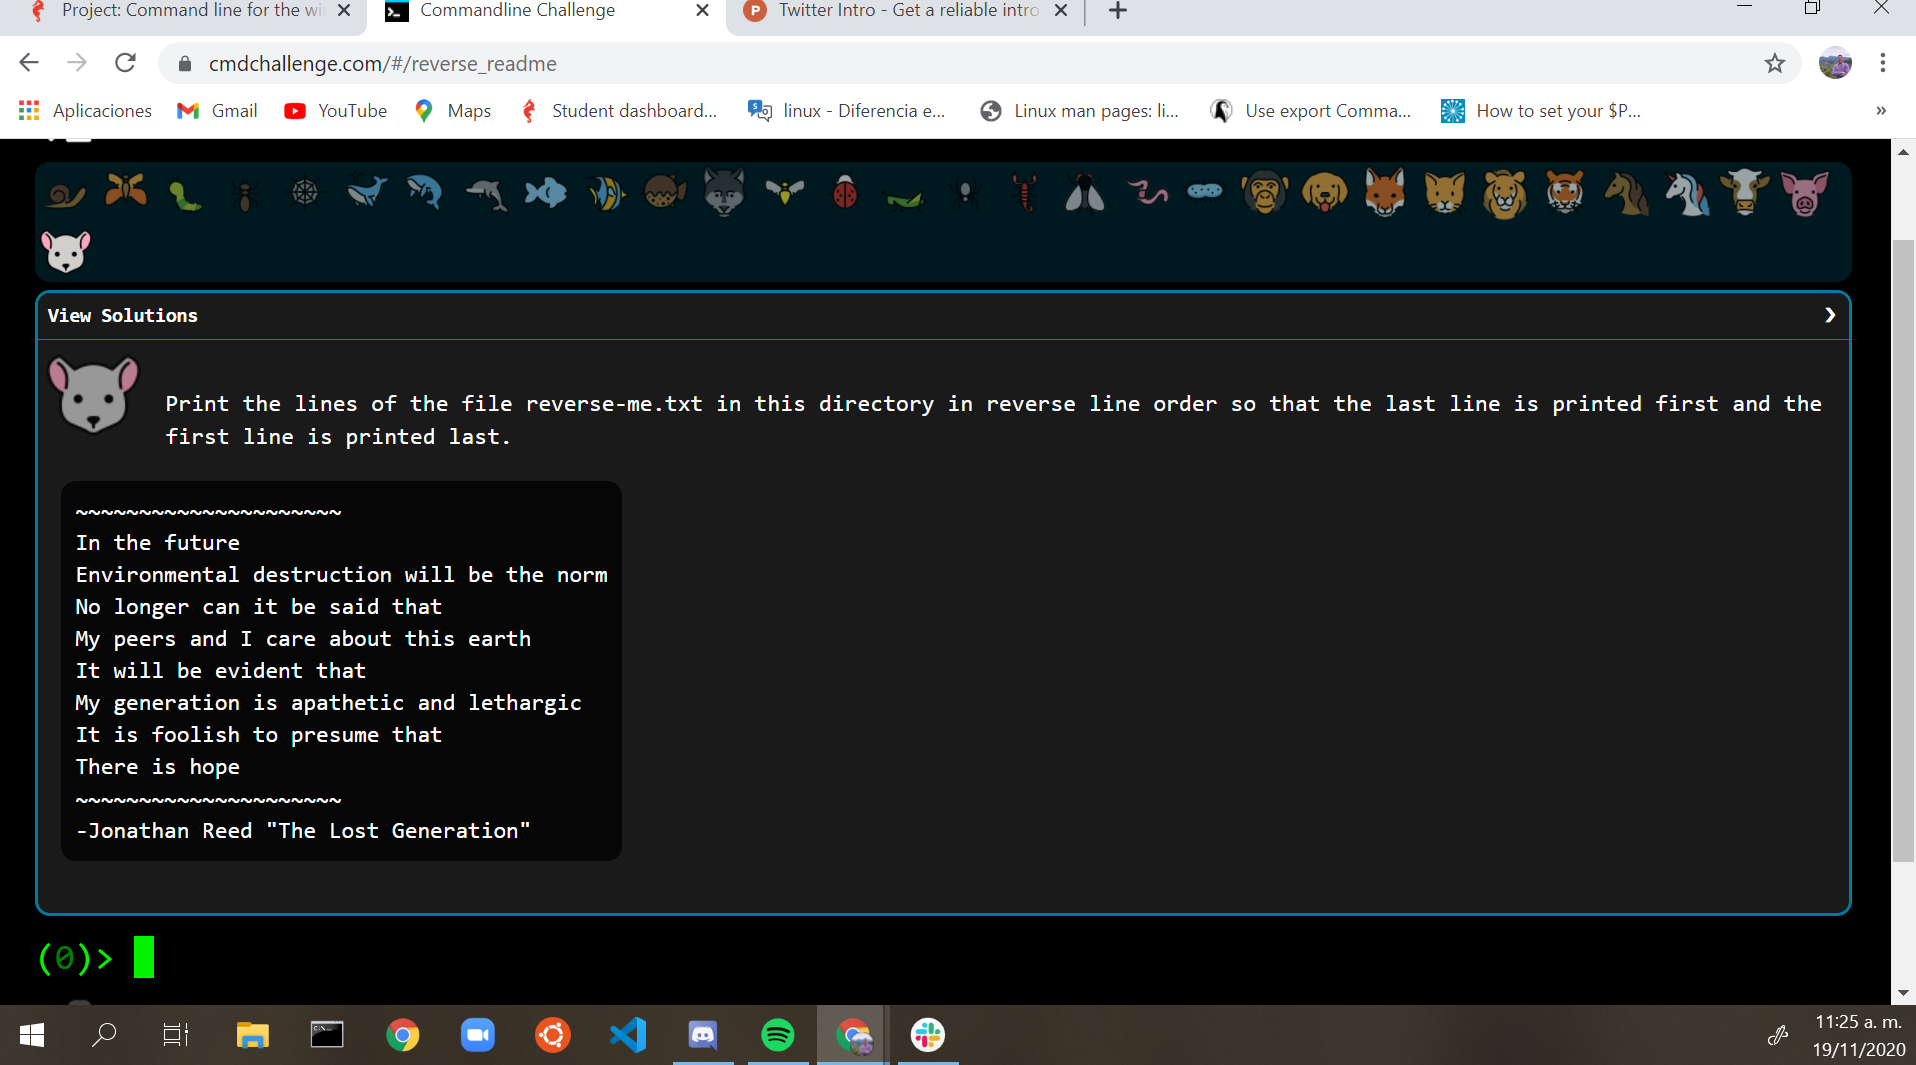 Project: Command line for the wi
Commandline Challenge
Twitter Intro - Get a reliable intro
cmdchallenge.com/#/reverse_readme
Aplicaciones
Gmail
YouTube
Maps
Student dashboard...
linux - Diferencia e...
Linux man pages: li...
Use export Comma...
How to set your $P...
»
View Solutions
Print the lines of the file reverse-me.txt in this directory in reverse line order so that the last line is printed first and the
first line is printed last.
~~~~~~~~~~~~~~~~~~~~~
In the future
Environmental destruction will be the norm
No longer can it be said that
My peers and I care about this earth
It will be evident that
My generation is apathetic and lethargic
It is foolish to presume that
There is hope
~~~~~~~~~~~~~~~~~~~~~
-Jonathan Reed "The Lost Generation"
(0)>
11:25 a. m.
19/11/2020